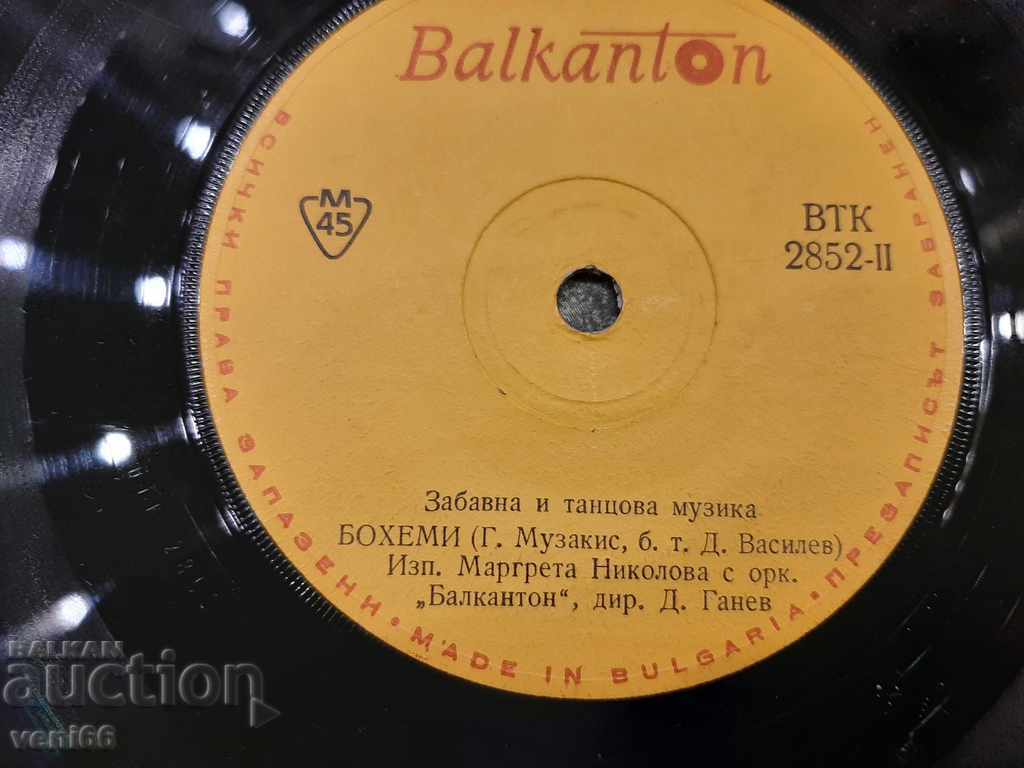 Balkanton
M
45
ВТК
2852-II
Забавна и танцова музика
БОХЕМИ (Г. Музакис, б. т. Д. Василев)
Изп. Маргрета Николова с орк.
„Балкантон“, дир. Д. Ганев
ВСИЧКИ ПРАВА ЗАПАЗЕНИ • MADE IN BULGARIA • ПРЕЗАПИСЪТ ЗАБРАНЕН
BALKAN
auction
veni66